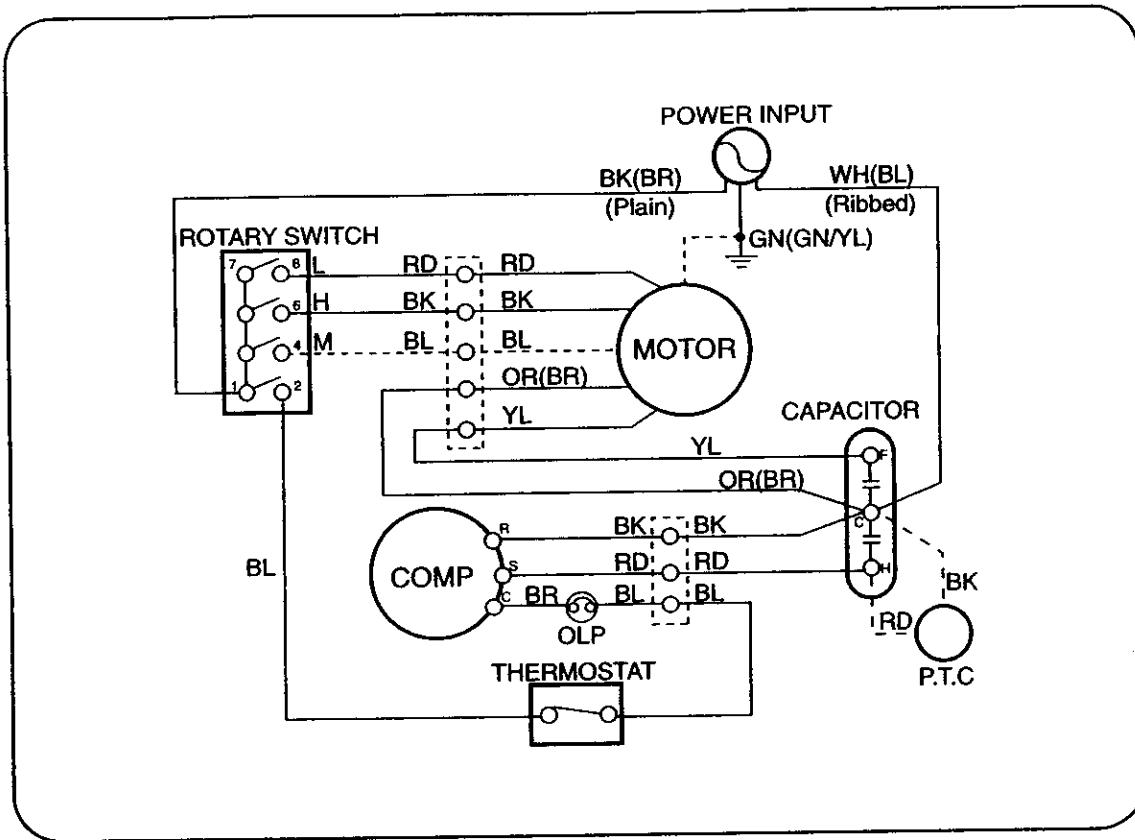 POWER INPUT
BK(BR)
(Plain)
WH(BL)
(Ribbed)
GN(GN/YL)
ROTARY SWITCH
7 8 L RD RD
6 H BK BK
4 M BL BL
1 2 OR(BR)
YL
MOTOR
CAPACITOR
YL
F
OR(BR)
C
R BK BK
COMP
S RD RD
H
C BR BL BL
OLP
BL
BK
RD
P.T.C
THERMOSTAT